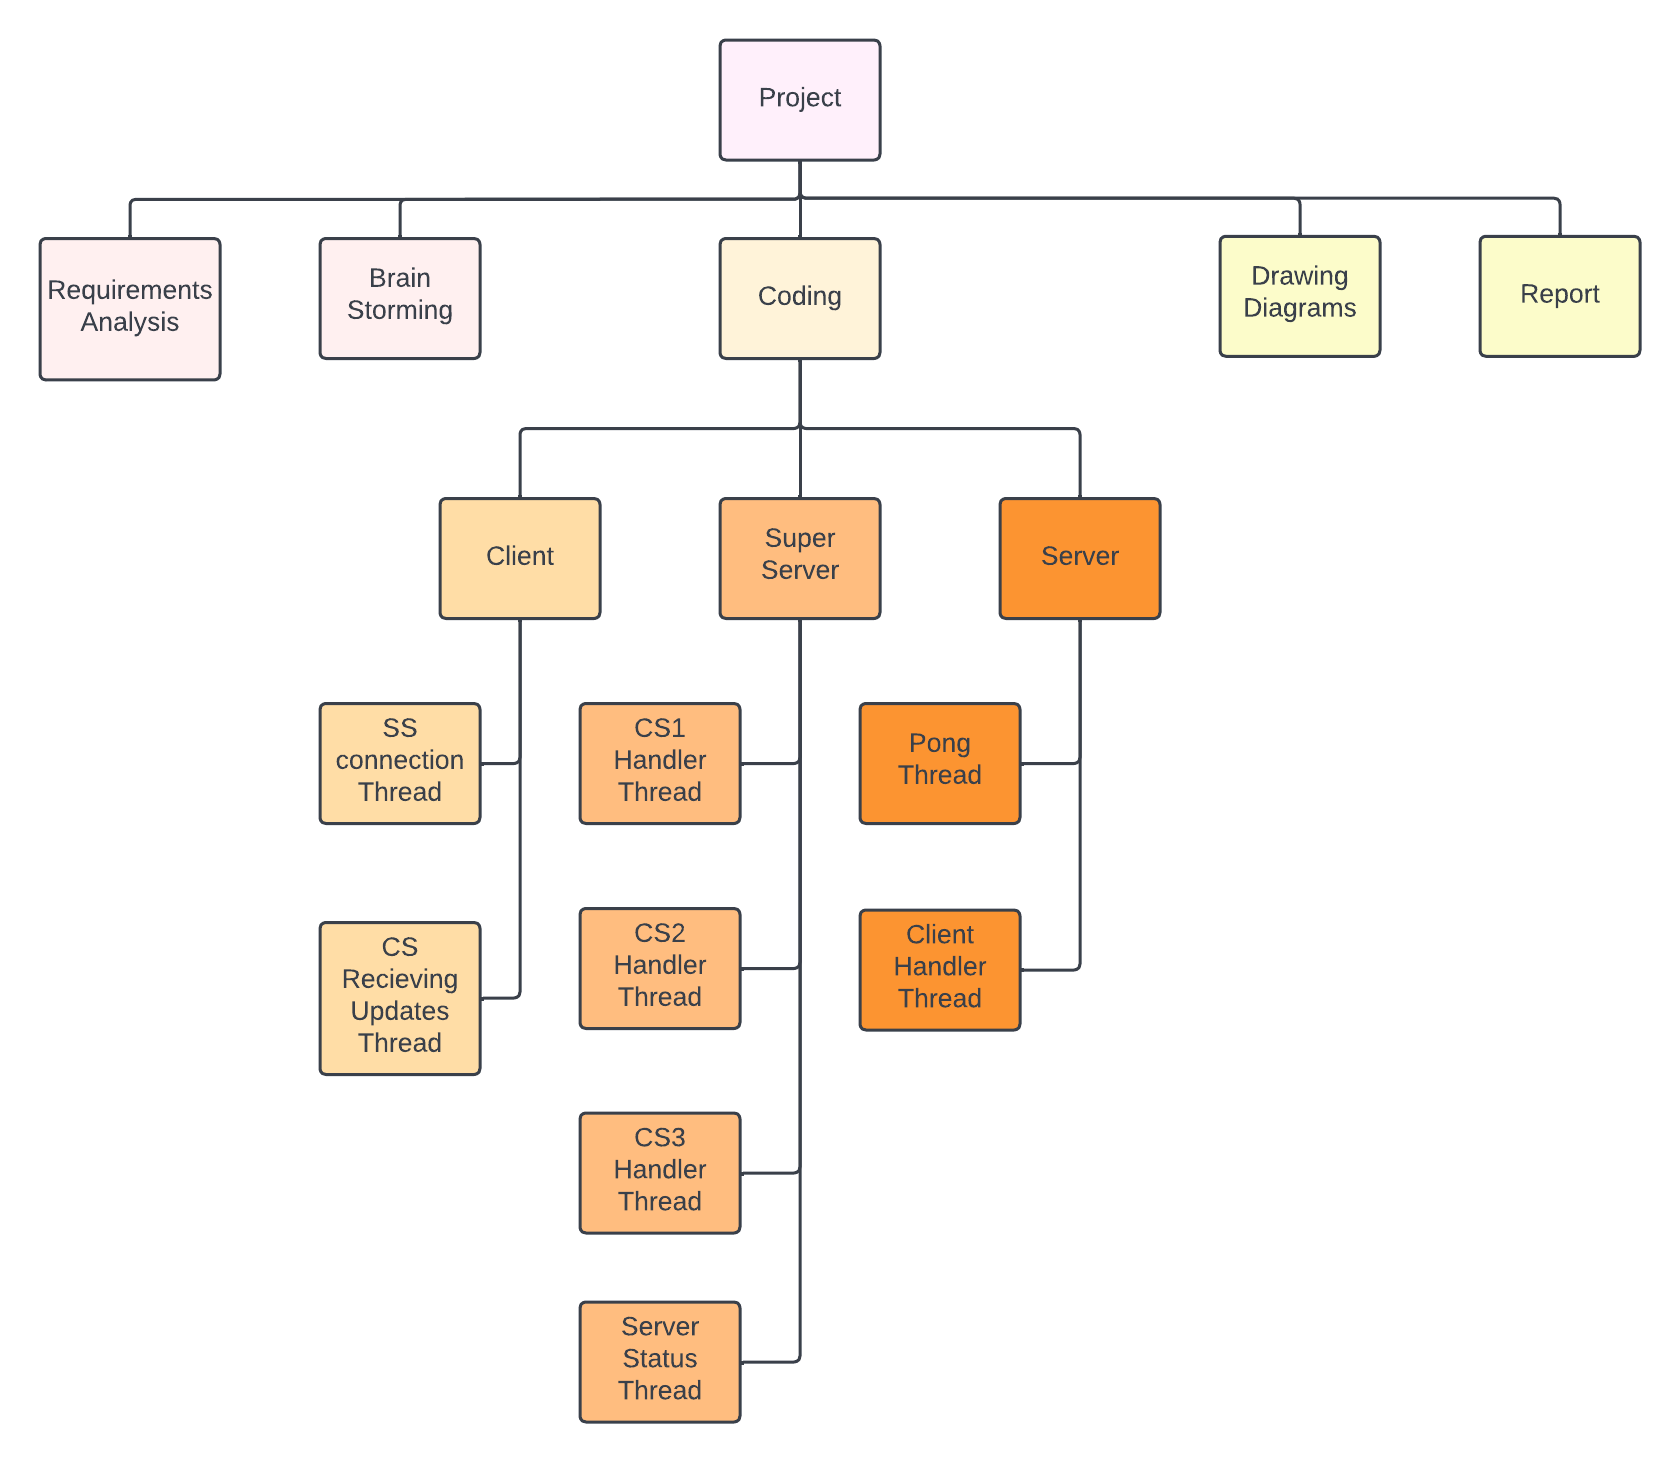 Project
Requirements
Analysis
Brain
Storming
Coding
Drawing
Diagrams
Report
Client
Super
Server
Server
SS
connection
Thread
CS1
Handler
Thread
Pong
Thread
CS
Recieving
Updates
Thread
CS2
Handler
Thread
Client
Handler
Thread
CS3
Handler
Thread
Server
Status
Thread